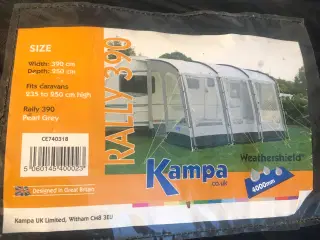 SIZE
Width: 390 cm
Depth: 250 cm
Fits caravans
235 to 250 cm high
Rally 390
Pearl Grey
CE740318
5060145400023
Designed in Great Britain
RALLY 390
Weathershield
4000mm
Kampa
.co.uk
Kampa UK Limited, Witham CM8 3EU